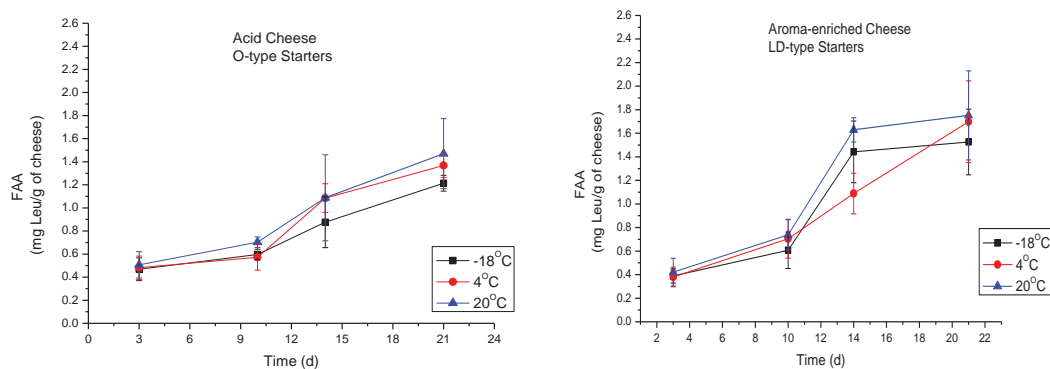 Acid Cheese
O-type Starters
FAA
(mg Leu/g of cheese)
2.6
2.4
2.2
2.0
1.8
1.6
1.4
1.2
1.0
0.8
0.6
0.4
0.2
0.0
-18°C
4°C
20°C
0 3 6 9 12 15 18 21 24
Time (d)
Aroma-enriched Cheese
LD-type Starters
FAA
(mg Leu/g of cheese)
2.6
2.4
2.2
2.0
1.8
1.6
1.4
1.2
1.0
0.8
0.6
0.4
0.2
0.0
-18°C
4°C
20°C
2 4 6 8 10 12 14 16 18 20 22
Time (d)